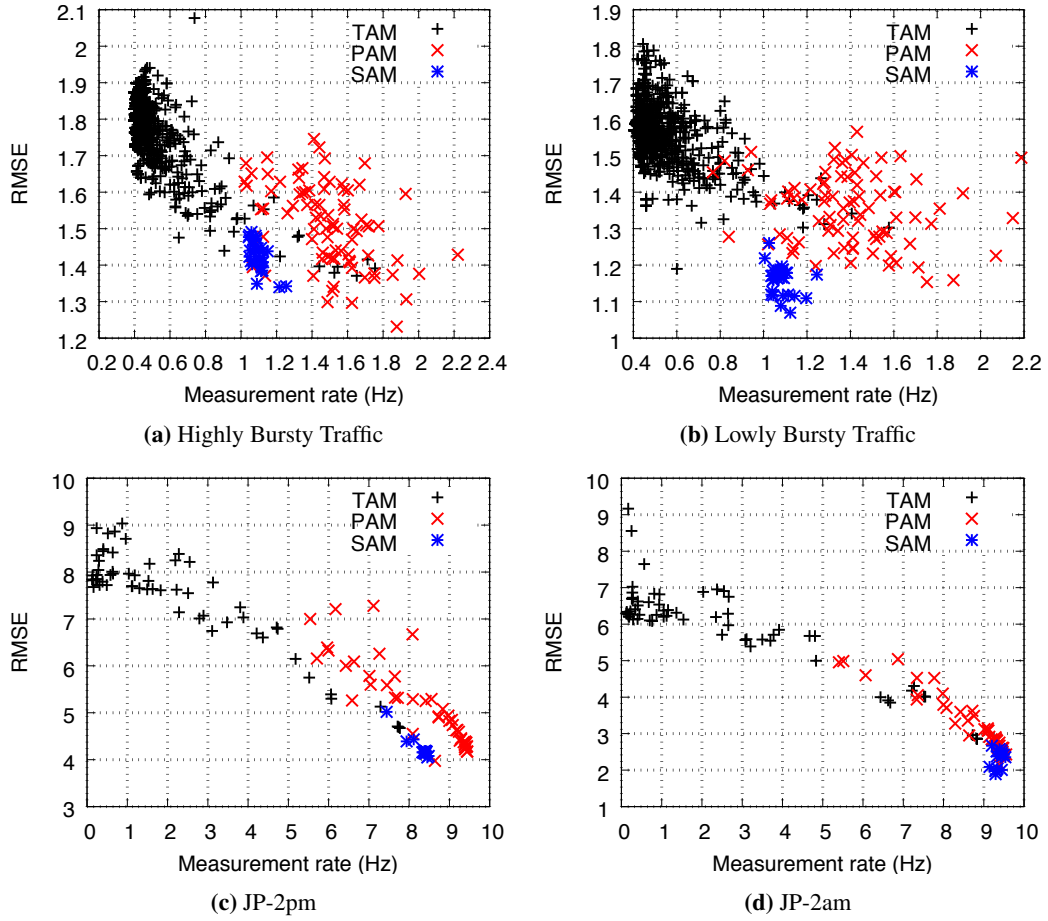 2.1
2
1.9
1.8
1.7
1.6
1.5
1.4
1.3
1.2
RMSE
TAM
PAM
SAM
0.2 0.4 0.6 0.8 1 1.2 1.4 1.6 1.8 2 2.2 2.4
Measurement rate (Hz)
(a) Highly Bursty Traffic
1.9
1.8
1.7
1.6
1.5
1.4
1.3
1.2
1.1
1
RMSE
TAM
PAM
SAM
0.4 0.6 0.8 1 1.2 1.4 1.6 1.8 2 2.2
Measurement rate (Hz)
(b) Lowly Bursty Traffic
10
9
8
7
6
5
4
3
RMSE
TAM
PAM
SAM
0 1 2 3 4 5 6 7 8 9 10
Measurement rate (Hz)
(c) JP-2pm
10
9
8
7
6
5
4
3
2
1
RMSE
TAM
PAM
SAM
0 1 2 3 4 5 6 7 8 9 10
Measurement rate (Hz)
(d) JP-2am